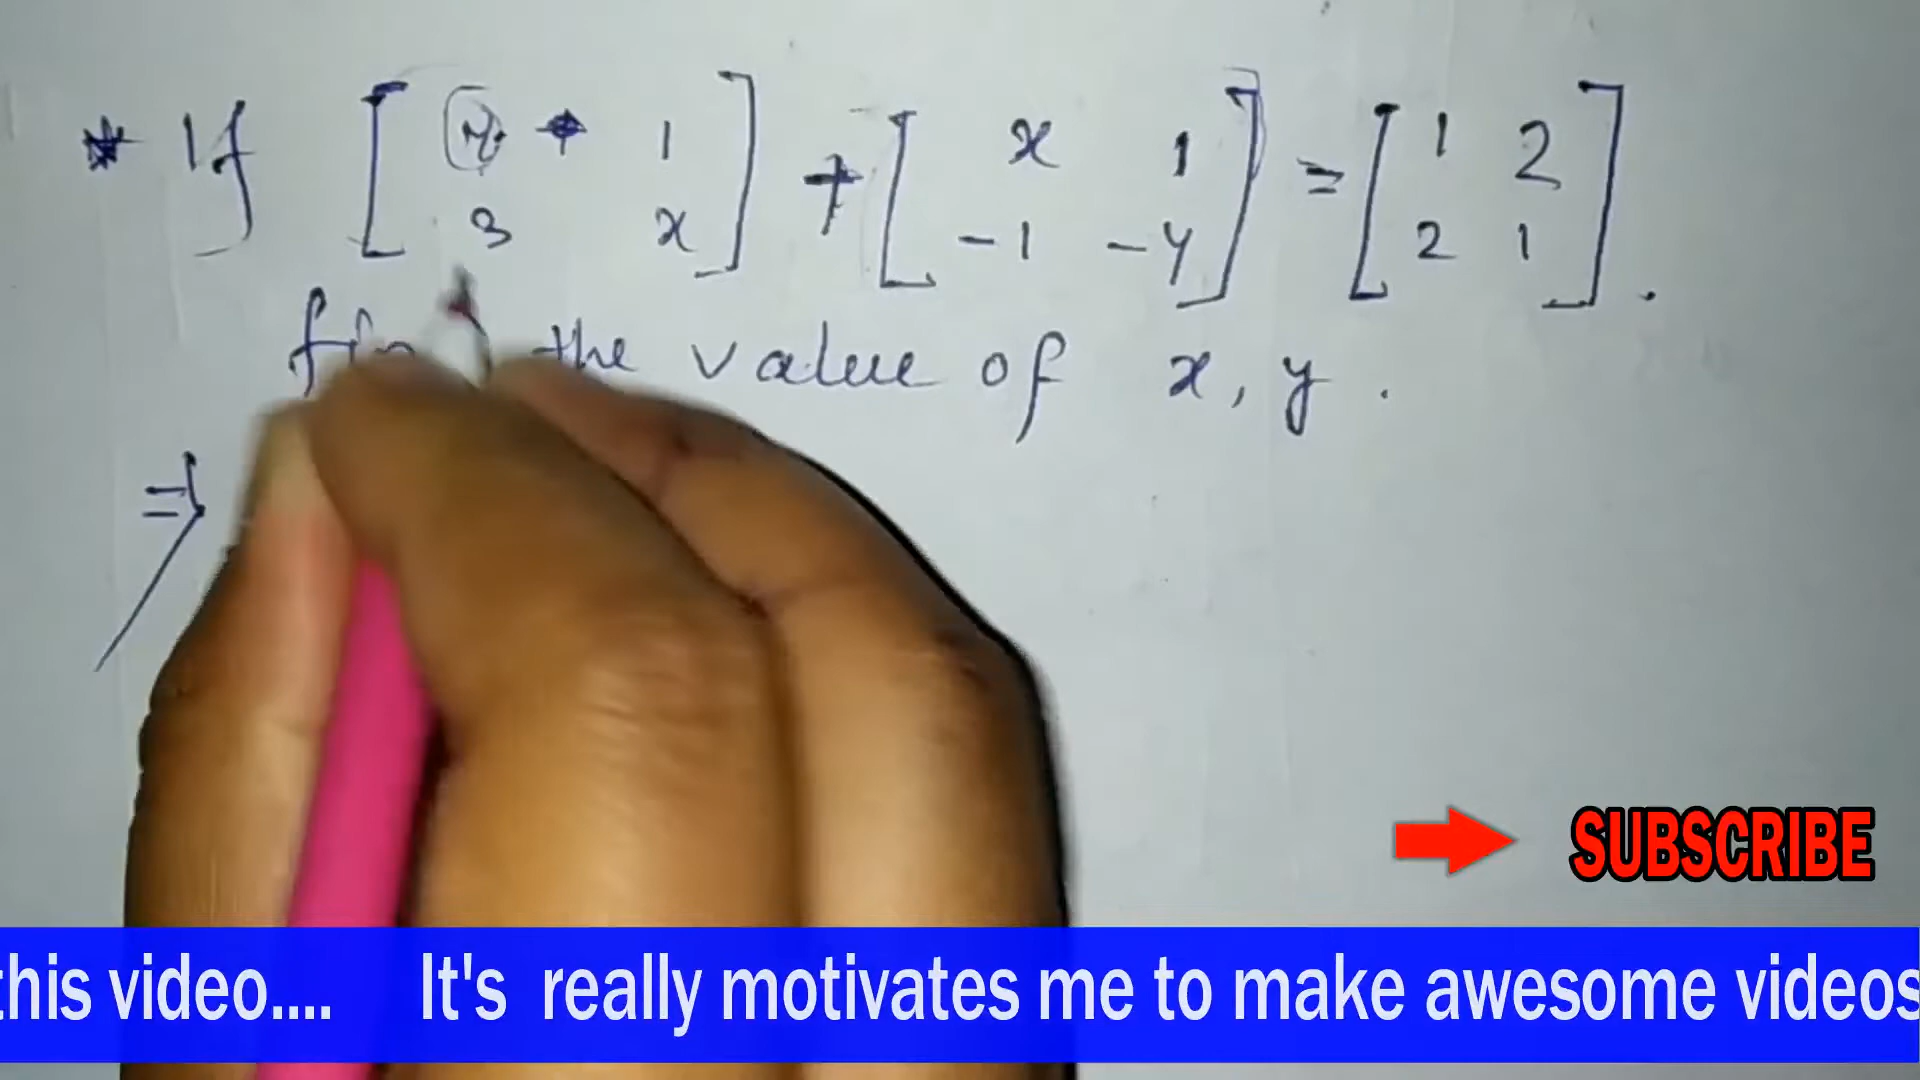 * If [ 1 ] + [ x 1 ] = [ 1 2 ] .
3 x -1 -y 2 1
the value of x, y .
⇒
SUBSCRIBE
this video.... It's really motivates me to make awesome videos